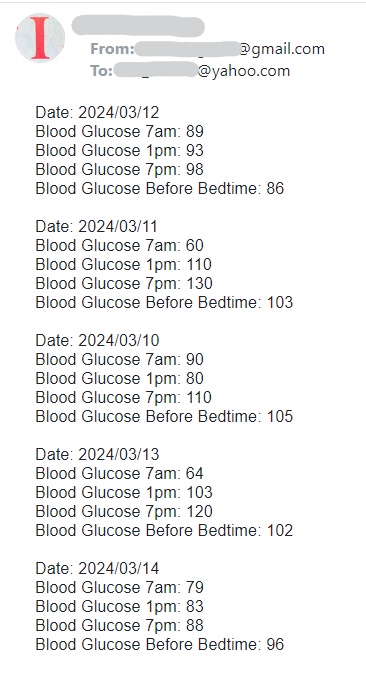 I
From: @gmail.com
To: @yahoo.com
Date: 2024/03/12
Blood Glucose 7am: 89
Blood Glucose 1pm: 93
Blood Glucose 7pm: 98
Blood Glucose Before Bedtime: 86
Date: 2024/03/11
Blood Glucose 7am: 60
Blood Glucose 1pm: 110
Blood Glucose 7pm: 130
Blood Glucose Before Bedtime: 103
Date: 2024/03/10
Blood Glucose 7am: 90
Blood Glucose 1pm: 80
Blood Glucose 7pm: 110
Blood Glucose Before Bedtime: 105
Date: 2024/03/13
Blood Glucose 7am: 64
Blood Glucose 1pm: 103
Blood Glucose 7pm: 120
Blood Glucose Before Bedtime: 102
Date: 2024/03/14
Blood Glucose 7am: 79
Blood Glucose 1pm: 83
Blood Glucose 7pm: 88
Blood Glucose Before Bedtime: 96